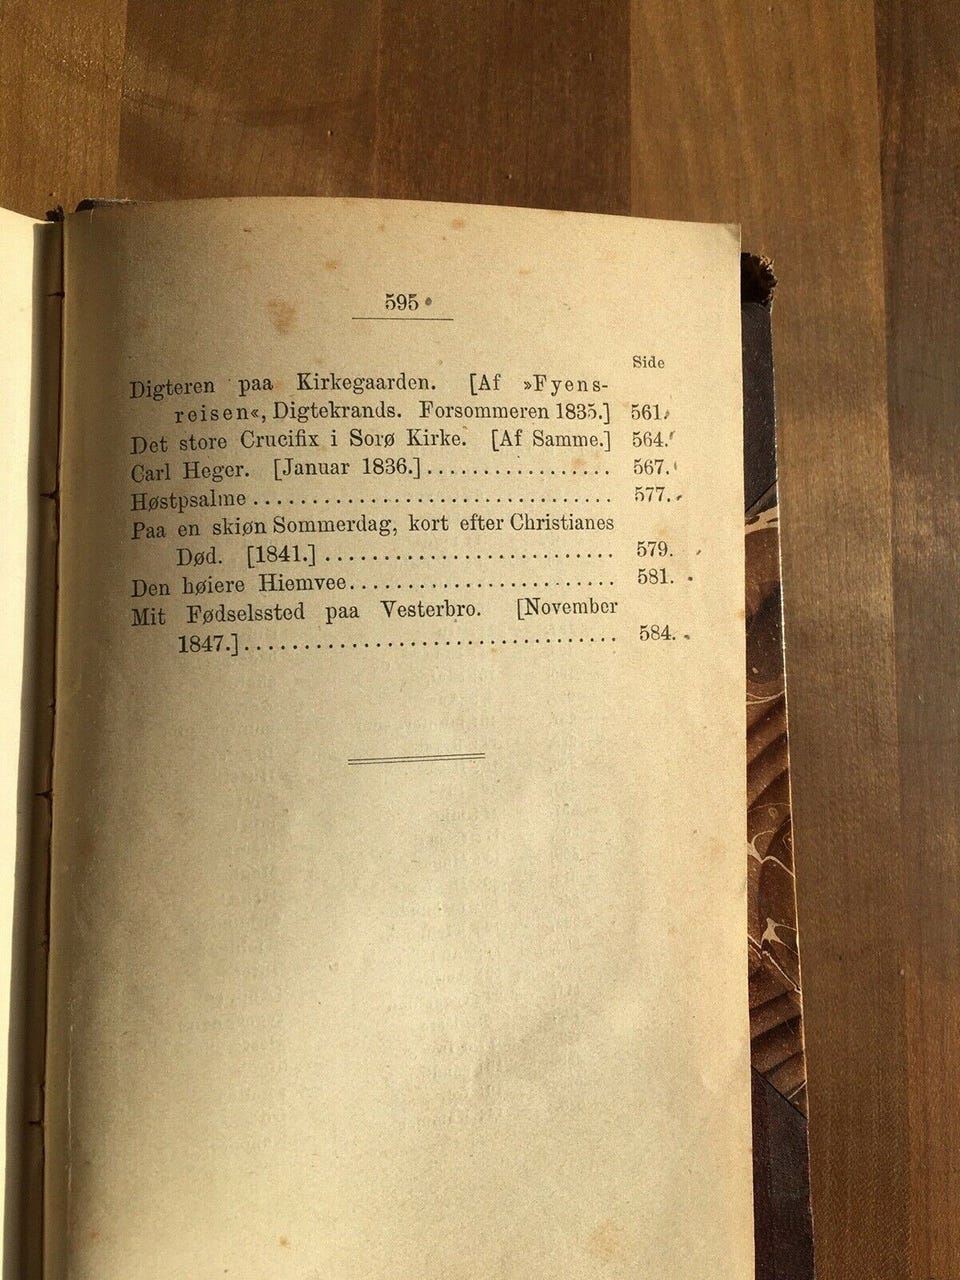 595
Side
Digteren paa Kirkegaarden. [Af »Fyens-
reisen«, Digtekrands. Forsommeren 1835.] 561.
Det store Crucifix i Sorø Kirke. [Af Samme.] 564.
Carl Heger. [Januar 1836.] ................ 567.
Høstpsalme .............................. 577.
Paa en skiøn Sommerdag, kort efter Christianes
Død. [1841.] ........................ 579.
Den høiere Hiemvee...................... 581.
Mit Fødselssted paa Vesterbro. [November
1847.] ............................... 584.